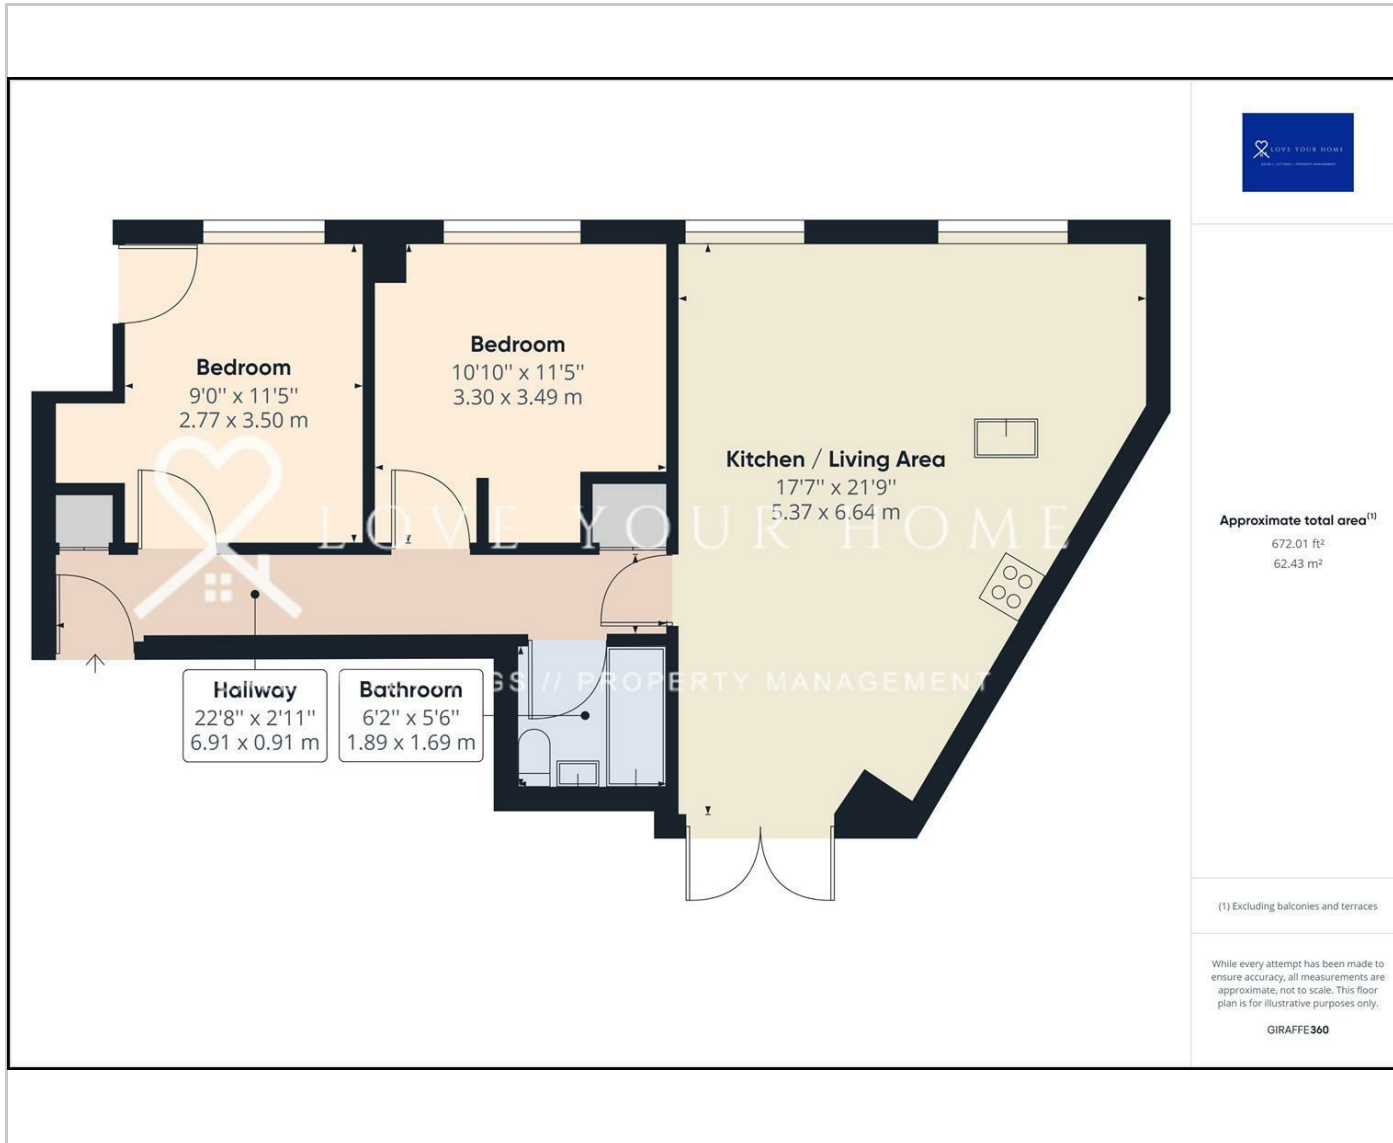 Bedroom
9'0" x 11'5"
2.77 x 3.50 m
Bedroom
10'10" x 11'5"
3.30 x 3.49 m
Kitchen / Living Area
17'7" x 21'9"
5.37 x 6.64 m
LOVE YOUR HOME
GS // PROPERTY MANAGEMENT
Hallway
22'8" x 2'11"
6.91 x 0.91 m
Bathroom
6'2" x 5'6"
1.89 x 1.69 m
LOVE YOUR HOME
Approximate total area(1)
672.01 ft²
62.43 m²
(1) Excluding balconies and terraces
While every attempt has been made to
ensure accuracy, all measurements are
approximate, not to scale. This floor
plan is for illustrative purposes only.
GIRAFFE360